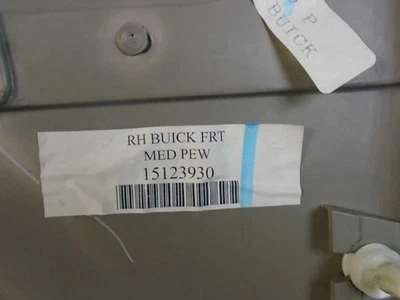 P
BUICK
RH BUICK FRT
MED PEW
15123930